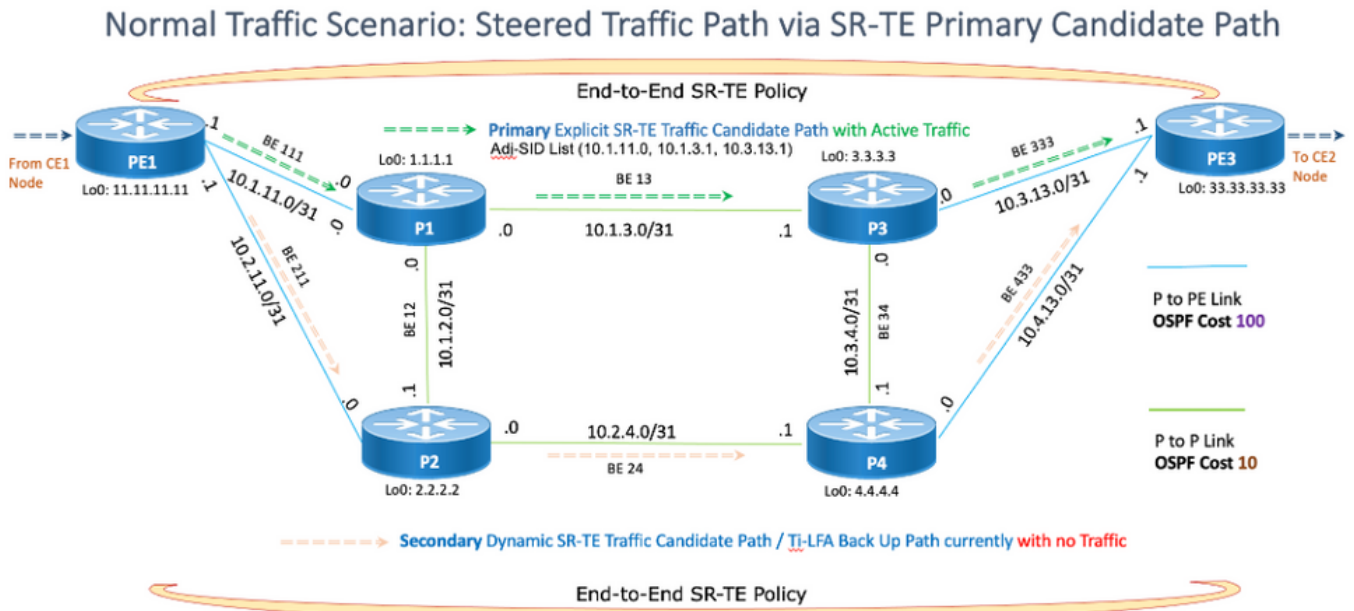 Normal Traffic Scenario: Steered Traffic Path via SR-TE Primary Candidate Path
End-to-End SR-TE Policy
Primary Explicit SR-TE Traffic Candidate Path with Active Traffic
Adj-SID List (10.1.11.0, 10.1.3.1, 10.3.13.1)
From CE1
Node
PE1
Lo0: 11.11.11.11
.1
BE 111
.0
10.1.11.0/31
.0
.1
Lo0: 1.1.1.1
P1
.0
BE 13
10.1.3.0/31
.1
Lo0: 3.3.3.3
P3
.0
BE 333
10.3.13.0/31
.1
PE3
.1
Lo0: 33.33.33.33
To CE2
Node
BE 211
10.2.11.0/31
.0
.0
BE 12
10.1.2.0/31
.1
.0
BE 34
10.3.4.0/31
.1
BE 433
10.4.13.0/31
.0
P to PE Link
OSPF Cost 100
P2
Lo0: 2.2.2.2
.0
10.2.4.0/31
.1
BE 24
P4
Lo0: 4.4.4.4
P to P Link
OSPF Cost 10
Secondary Dynamic SR-TE Traffic Candidate Path / Ti-LFA Back Up Path currently with no Traffic
End-to-End SR-TE Policy